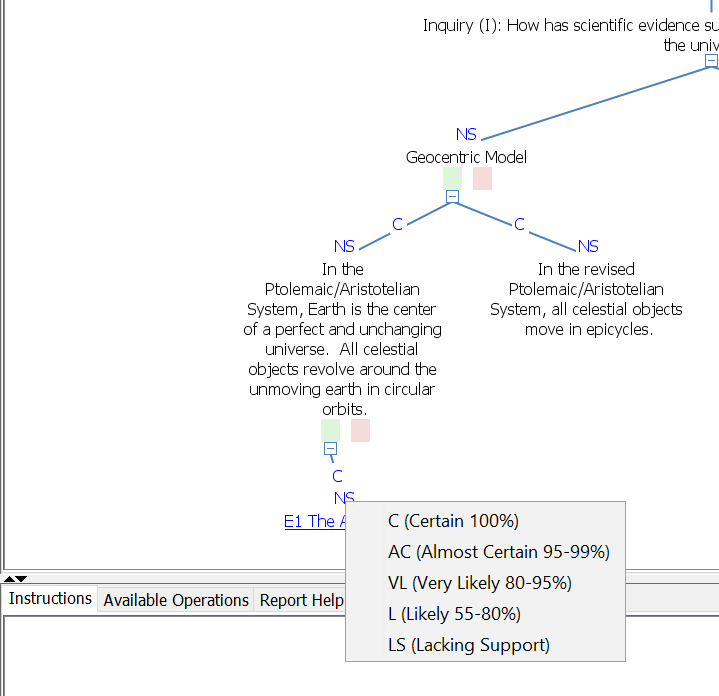 Inquiry (I): How has scientific evidence
the
NS
Geocentric Model
C
C
NS
NS
In the
Ptolemaic/Aristotelian
System, Earth is the center
of a perfect and unchanging
universe. All celestial
objects revolve around the
unmoving earth in circular
orbits.
In the revised
Ptolemaic/Aristotelian
System, all celestial objects
move in epicycles.
C
NS
E1 The
C (Certain 100%)
AC (Almost Certain 95-99%)
VL (Very Likely 80-95%)
L (Likely 55-80%)
LS (Lacking Support)
Instructions
Available Operations
Report Help